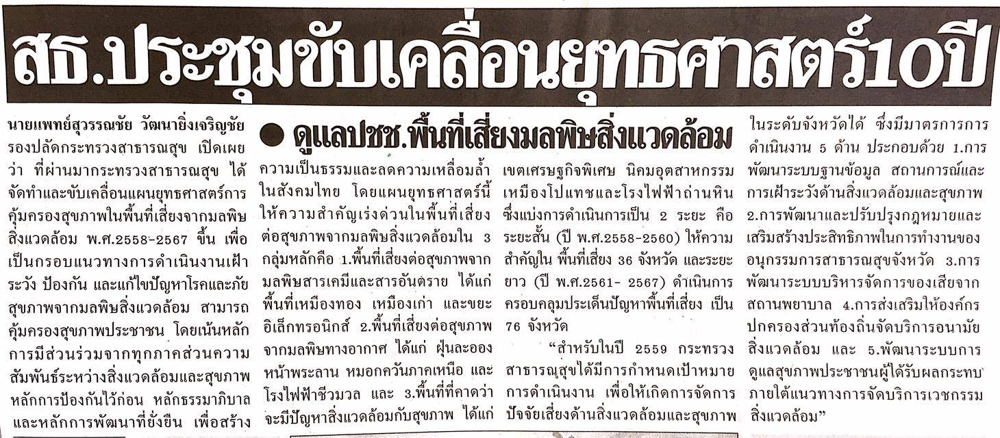 สธ.ประชุมขับเคลื่อนยุทธศาสตร์10ปี
● ดูแลปชช.พื้นที่เสี่ยงมลพิษสิ่งแวดล้อม
นายแพทย์สุวรรณชัย วัฒนายิ่งเจริญชัย
รองปลัดกระทรวงสาธารณสุข เปิดเผย
ว่า ที่ผ่านมากระทรวงสาธารณสุข ได้
จัดทำและขับเคลื่อนแผนยุทธศาสตร์การ
คุ้มครองสุขภาพในพื้นที่เสี่ยงจากมลพิษ
สิ่งแวดล้อม พ.ศ.2558-2567 ขึ้น เพื่อ
เป็นกรอบแนวทางการดำเนินงานเฝ้า
ระวัง ป้องกัน และแก้ไขปัญหาโรคและภัย
สุขภาพจากมลพิษสิ่งแวดล้อม สามารถ
คุ้มครองสุขภาพประชาชน โดยเน้นหลัก
การมีส่วนร่วมจากทุกภาคส่วนความ
สัมพันธ์ระหว่างสิ่งแวดล้อมและสุขภาพ
หลักการป้องกันไว้ก่อน หลักธรรมาภิบาล
และหลักการพัฒนาที่ยั่งยืน เพื่อสร้าง
ความเป็นธรรมและลดความเหลื่อมล้ำ
ในสังคมไทย โดยแผนยุทธศาสตร์นี้
ให้ความสำคัญเร่งด่วนในพื้นที่เสี่ยง
ต่อสุขภาพจากมลพิษสิ่งแวดล้อมใน 3
กลุ่มหลักคือ 1.พื้นที่เสี่ยงต่อสุขภาพจาก
มลพิษสารเคมีและสารอันตราย ได้แก่
พื้นที่เหมืองทอง เหมืองเก่า และขยะ
อิเล็กทรอนิกส์ 2.พื้นที่เสี่ยงต่อสุขภาพ
จากมลพิษทางอากาศ ได้แก่ ฝุ่นละออง
หน้าพระลาน หมอกควันภาคเหนือ และ
โรงไฟฟ้าชีวมวล และ 3.พื้นที่ที่คาดว่า
จะมีปัญหาสิ่งแวดล้อมกับสุขภาพ ได้แก่
เขตเศรษฐกิจพิเศษ นิคมอุตสาหกรรม
เหมืองโปแทชและโรงไฟฟ้าถ่านหิน
ซึ่งแบ่งการดำเนินการเป็น 2 ระยะ คือ
ระยะสั้น (ปี พ.ศ.2558-2560) ให้ความ
สำคัญใน พื้นที่เสี่ยง 36 จังหวัด และระยะ
ยาว (ปี พ.ศ.2561- 2567) ดำเนินการ
ครอบคลุมประเด็นปัญหาพื้นที่เสี่ยง เป็น
76 จังหวัด
“สำหรับในปี 2559 กระทรวง
สาธารณสุขได้มีการกำหนดเป้าหมาย
การดำเนินงาน เพื่อให้เกิดการจัดการ
ปัจจัยเสี่ยงด้านสิ่งแวดล้อมและสุขภาพ
ในระดับจังหวัดได้ ซึ่งมีมาตรการการ
ดำเนินงาน 5 ด้าน ประกอบด้วย 1.การ
พัฒนาระบบฐานข้อมูล สถานการณ์และ
การเฝ้าระวังด้านสิ่งแวดล้อมและสุขภาพ
2.การพัฒนาและปรับปรุงกฎหมายและ
เสริมสร้างประสิทธิภาพในการทำงานของ
อนุกรรมการสาธารณสุขจังหวัด 3.การ
พัฒนาระบบบริหารจัดการของเสียจาก
สถานพยาบาล 4.การส่งเสริมให้องค์กร
ปกครองส่วนท้องถิ่นจัดบริการอนามัย
สิ่งแวดล้อม และ 5.พัฒนาระบบการ
ดูแลสุขภาพประชาชนผู้ได้รับผลกระทบ
ภายใต้แนวทางการจัดบริการเวชกรรม
สิ่งแวดล้อม”